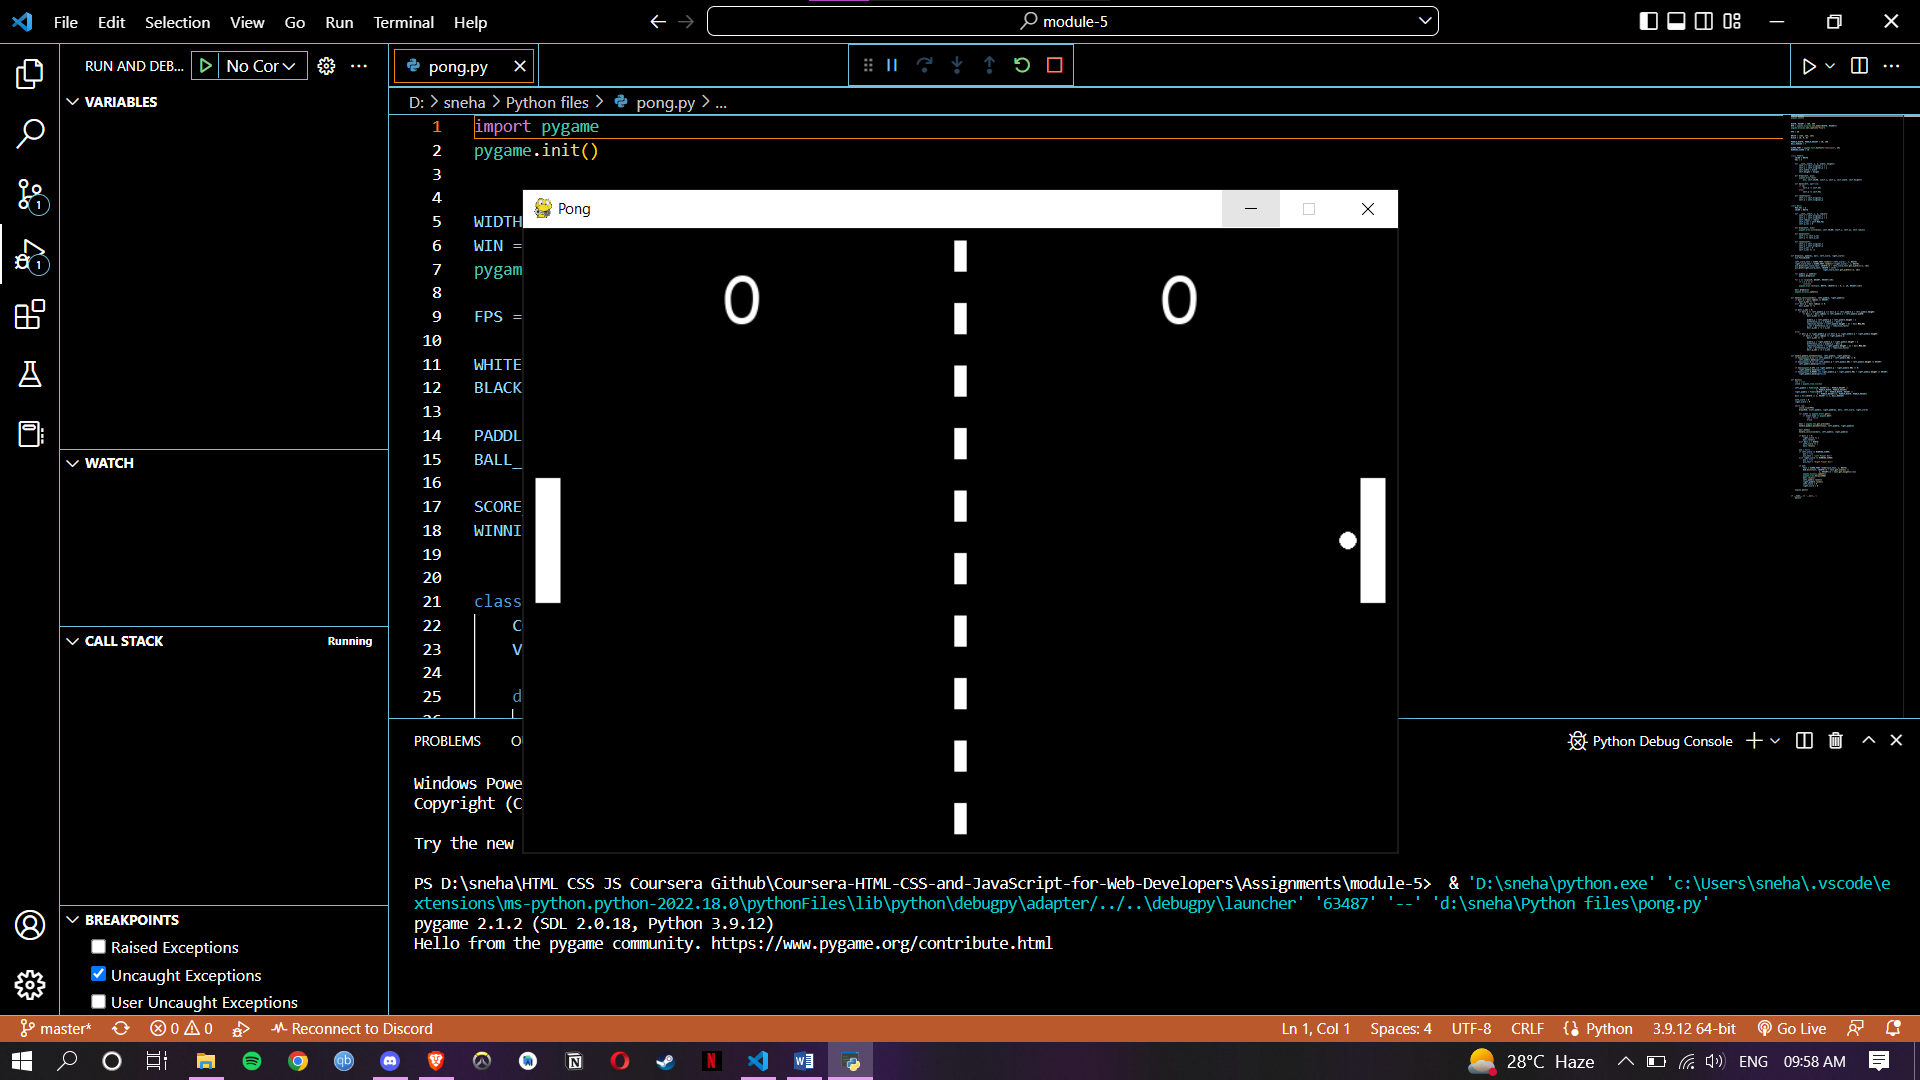 File Edit Selection View Go Run Terminal Help
module-5
RUN AND DEB... No Cor
VARIABLES
WATCH
CALL STACK Running
BREAKPOINTS
Raised Exceptions
Uncaught Exceptions
User Uncaught Exceptions
pong.py
D: > sneha > Python files > pong.py > ...
1 import pygame
2 pygame.init()
3
4
5 WIDTH
6 WIN =
7 pygam
8
9 FPS =
10
11 WHITE
12 BLACK
13
14 PADDL
15 BALL_
16
17 SCORE
18 WINNI
19
20
21 class
22 C
23 V
24
25 d
Pong
0 0
PROBLEMS
Python Debug Console
Windows Powe
Copyright (C
Try the new
PS D:\sneha\HTML CSS JS Coursera Github\Coursera-HTML-CSS-and-JavaScript-for-Web-Developers\Assignments\module-5> & 'D:\sneha\python.exe' 'c:\Users\sneha\.vscode\e
xtensions\ms-python.python-2022.18.0\pythonFiles\lib\python\debugpy\adapter/../..\debugpy\launcher' '63487' '--' 'd:\sneha\Python files\pong.py'
pygame 2.1.2 (SDL 2.0.18, Python 3.9.12)
Hello from the pygame community. https://www.pygame.org/contribute.html
master* 0 0 Reconnect to Discord
Ln 1, Col 1 Spaces: 4 UTF-8 CRLF Python 3.9.12 64-bit Go Live
28°C Haze ENG 09:58 AM